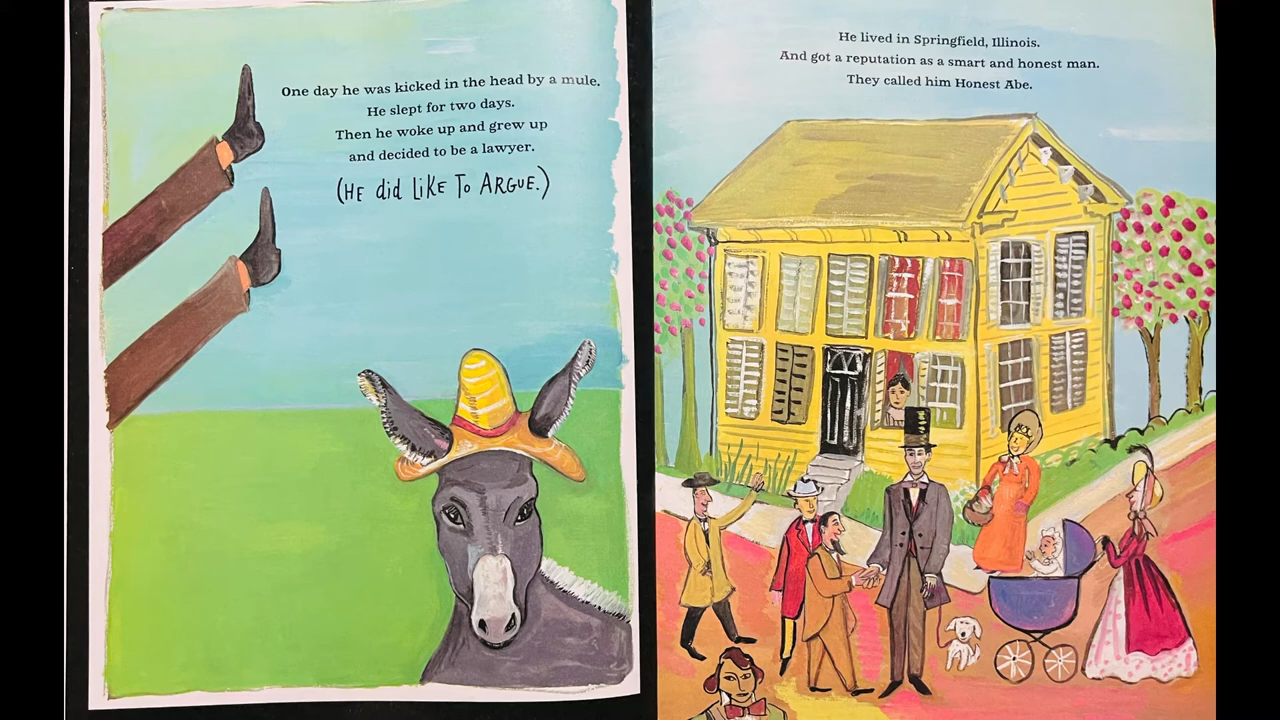 One day he was kicked in the head by a mule.
He slept for two days.
Then he woke up and grew up
and decided to be a lawyer.
(HE did LiKE To ARGUE.)
He lived in Springfield, Illinois.
And got a reputation as a smart and honest man.
They called him Honest Abe.